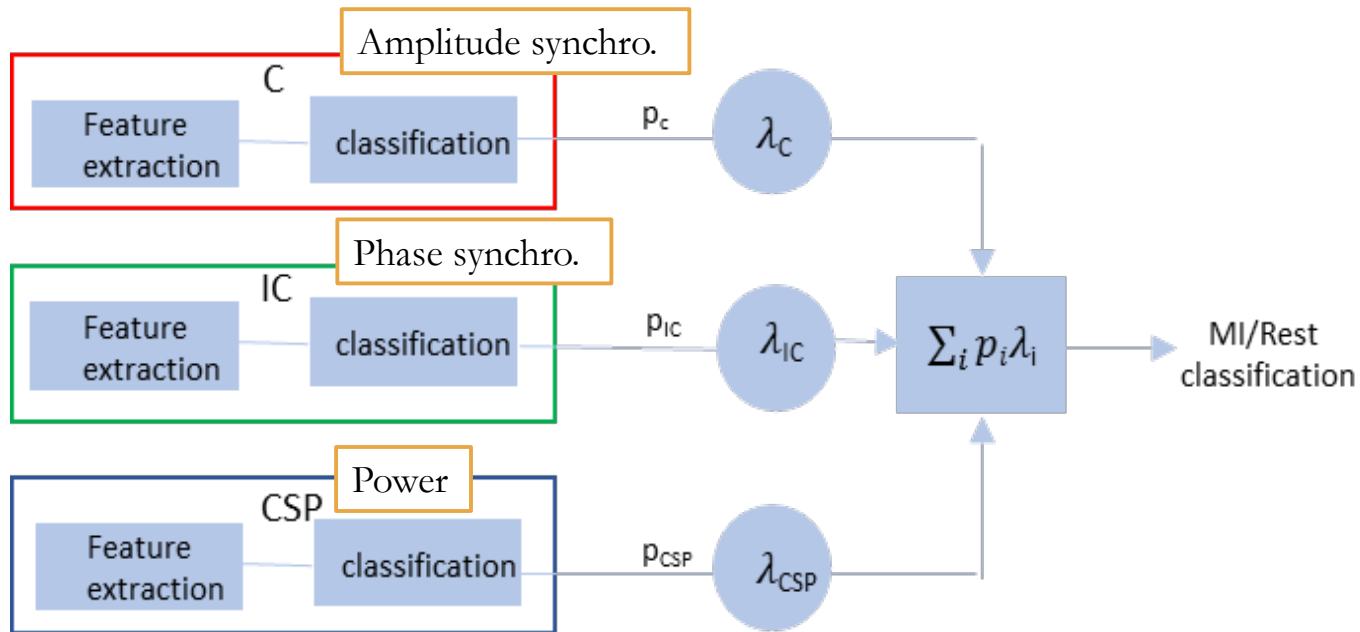 Amplitude synchro.
C
Feature
extraction
classification
p_c
λ_C
Phase synchro.
IC
Feature
extraction
classification
p_IC
λ_IC
∑_i p_i λ_i
MI/Rest
classification
Power
CSP
Feature
extraction
classification
p_CSP
λ_CSP